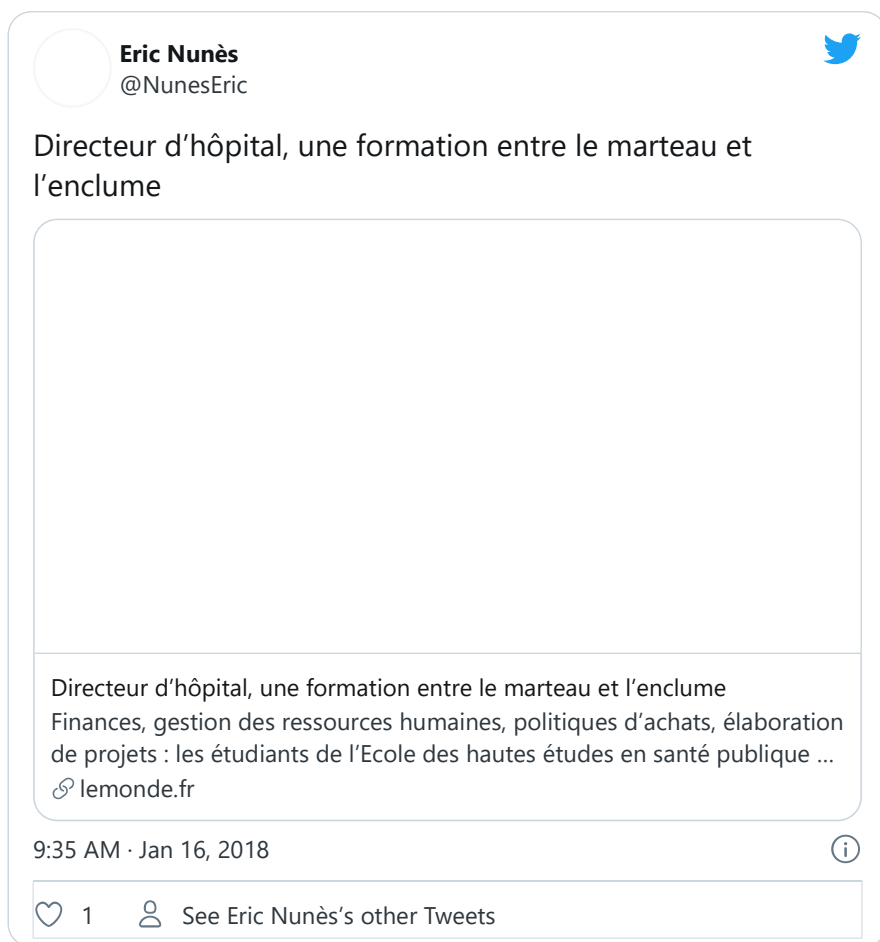 Eric Nunès
@NunesEric
Directeur d’hôpital, une formation entre le marteau et
l’enclume
Directeur d’hôpital, une formation entre le marteau et l’enclume
Finances, gestion des ressources humaines, politiques d’achats, élaboration
de projets : les étudiants de l’Ecole des hautes études en santé publique ...
lemonde.fr
9:35 AM · Jan 16, 2018
1 See Eric Nunès’s other Tweets